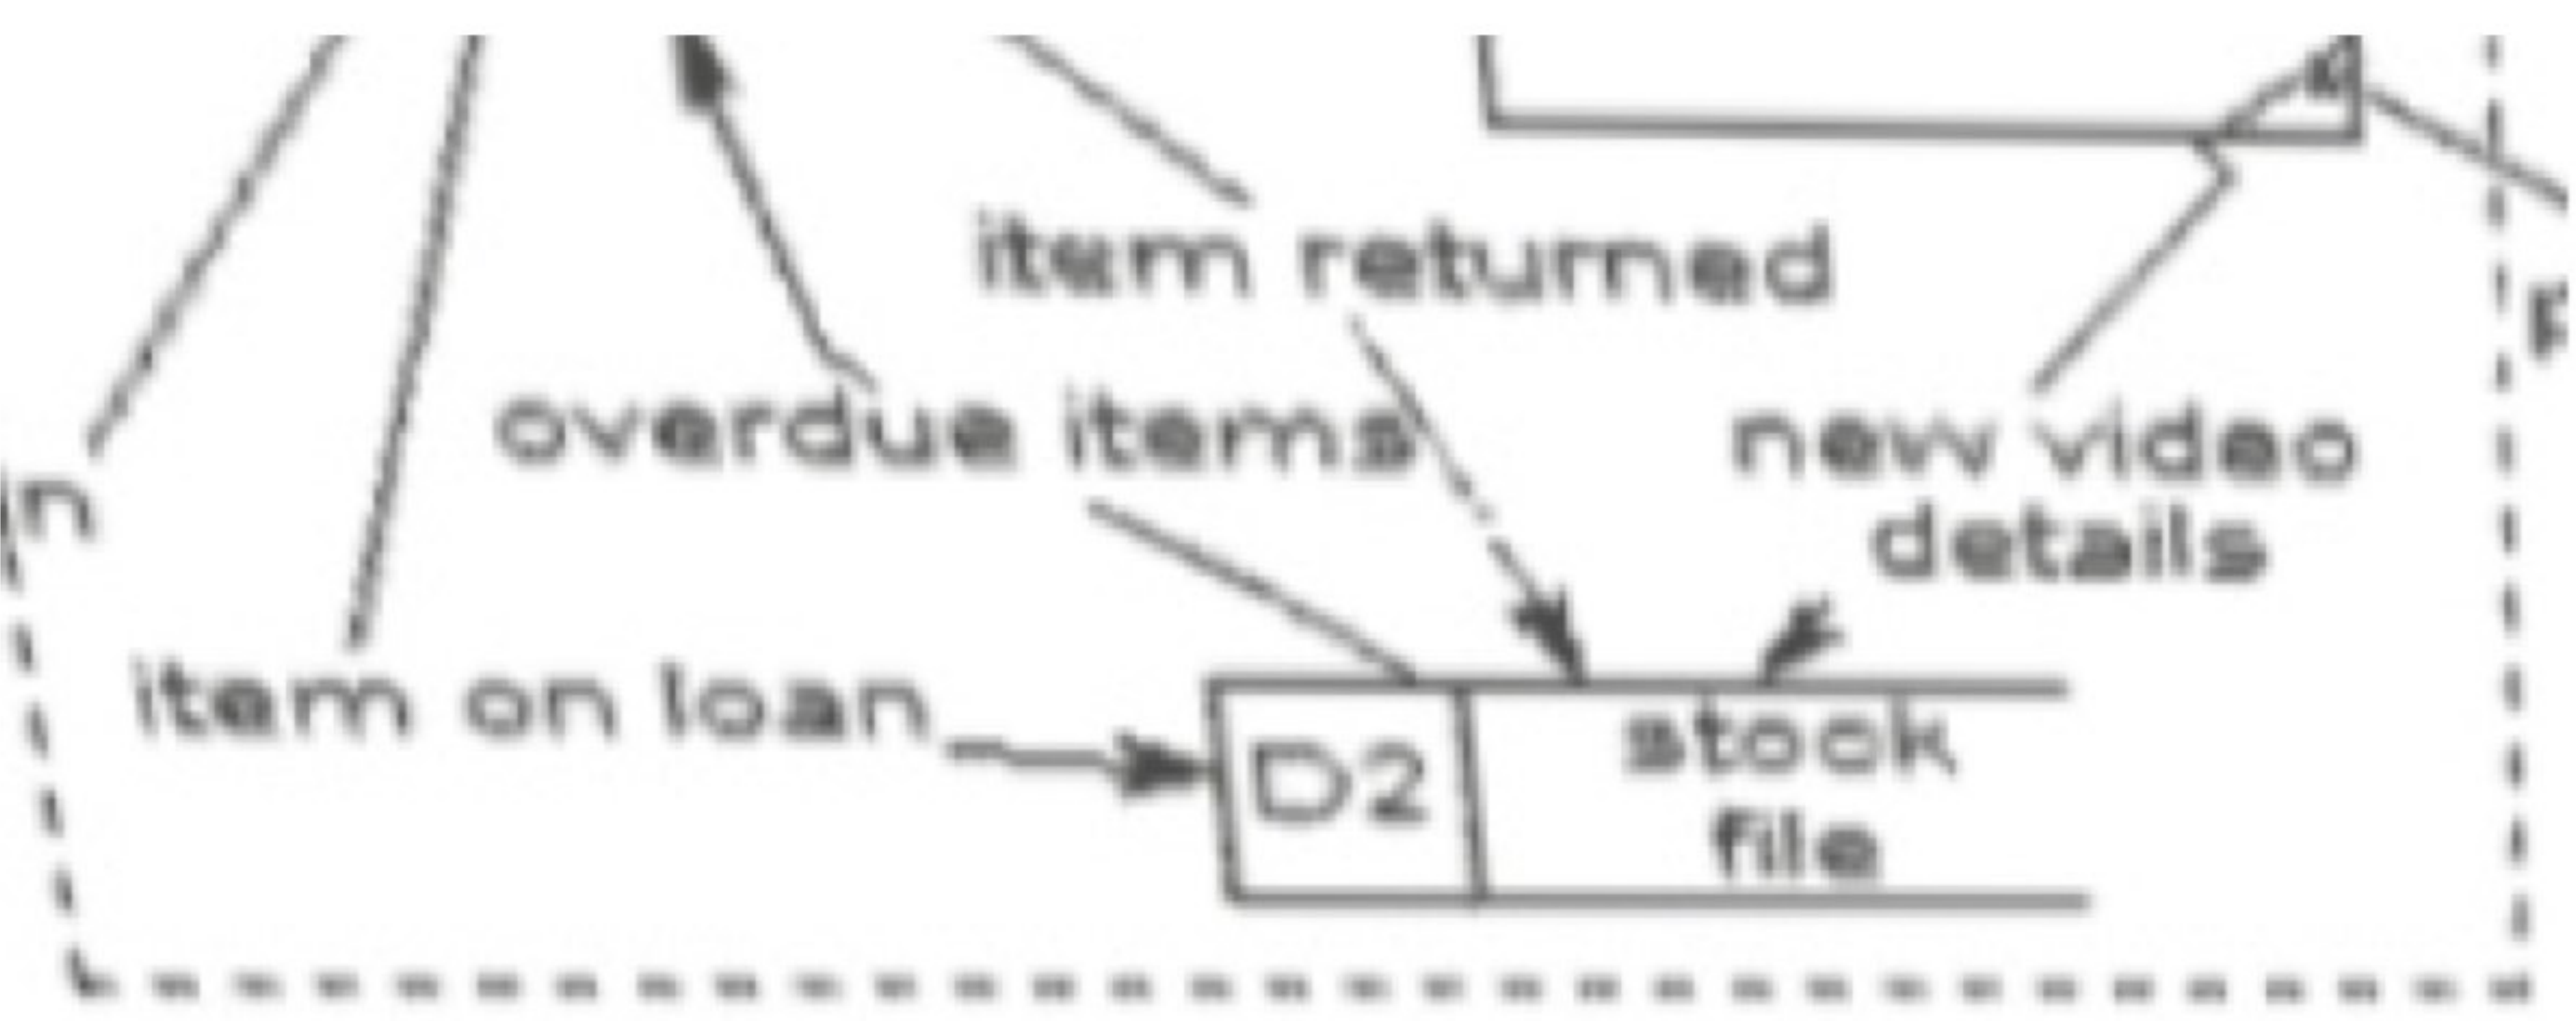 item returned
overdue items
new video
details
n
item on loan
D2
stock
file